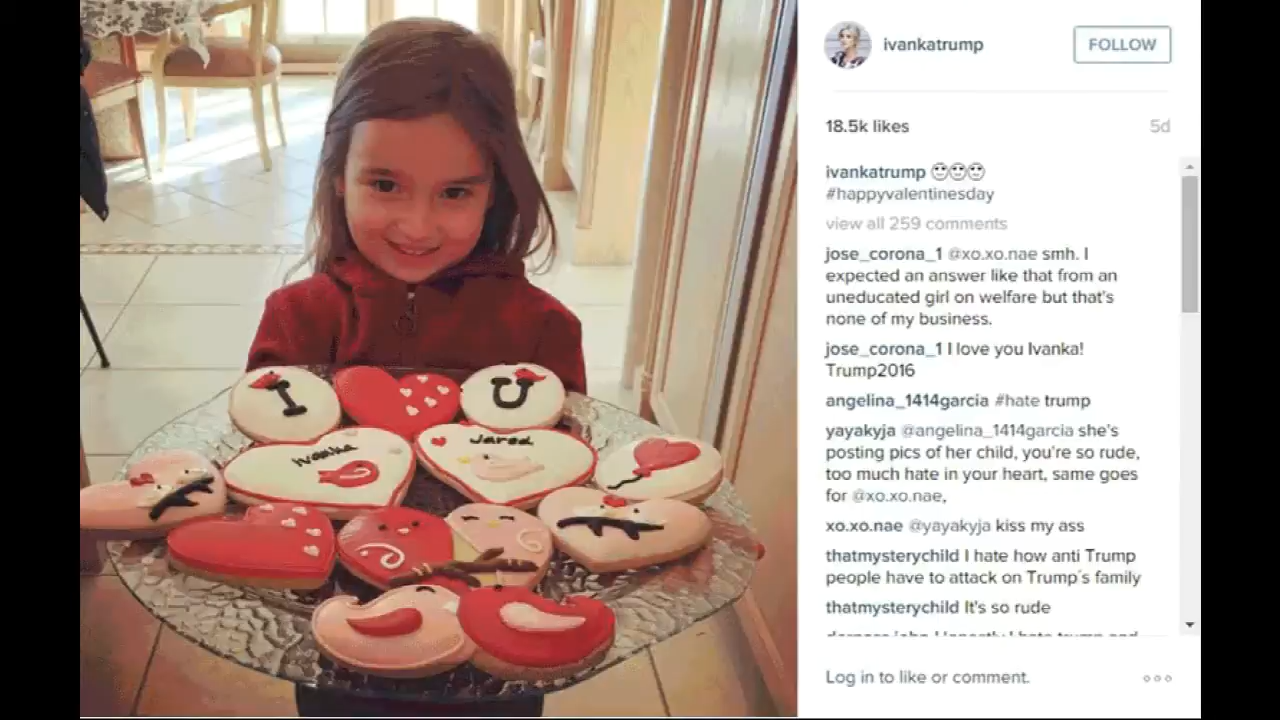 I U
Ivanka
Jared
ivankatrump
FOLLOW
18.5k likes
5d
ivankatrump 🙄🙄🙄
#happyvalentinesday
view all 259 comments
jose_corona_1 @xo.xo.nae smh. I
expected an answer like that from an
uneducated girl on welfare but that's
none of my business.
jose_corona_1 I love you Ivanka!
Trump2016
angelina_1414garcia #hate trump
yayakyja @angelina_1414garcia she's
posting pics of her child, you're so rude,
too much hate in your heart, same goes
for @xo.xo.nae,
xo.xo.nae @yayakyja kiss my ass
thatmysterychild I hate how anti Trump
people have to attack on Trump´s family
thatmysterychild It's so rude
Log in to like or comment.